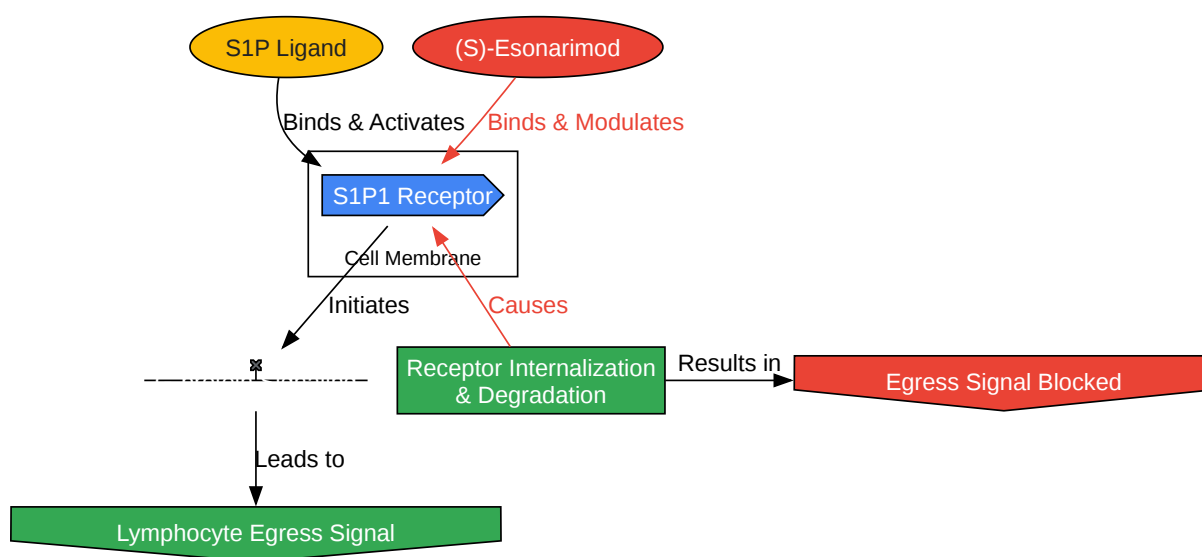 S1P Ligand
(S)-Esonarimod
Binds & Activates
Binds & Modulates
S1P1 Receptor
Cell Membrane
Initiates
Causes
Receptor Internalization
& Degradation
Results in
Egress Signal Blocked
Leads to
Lymphocyte Egress Signal